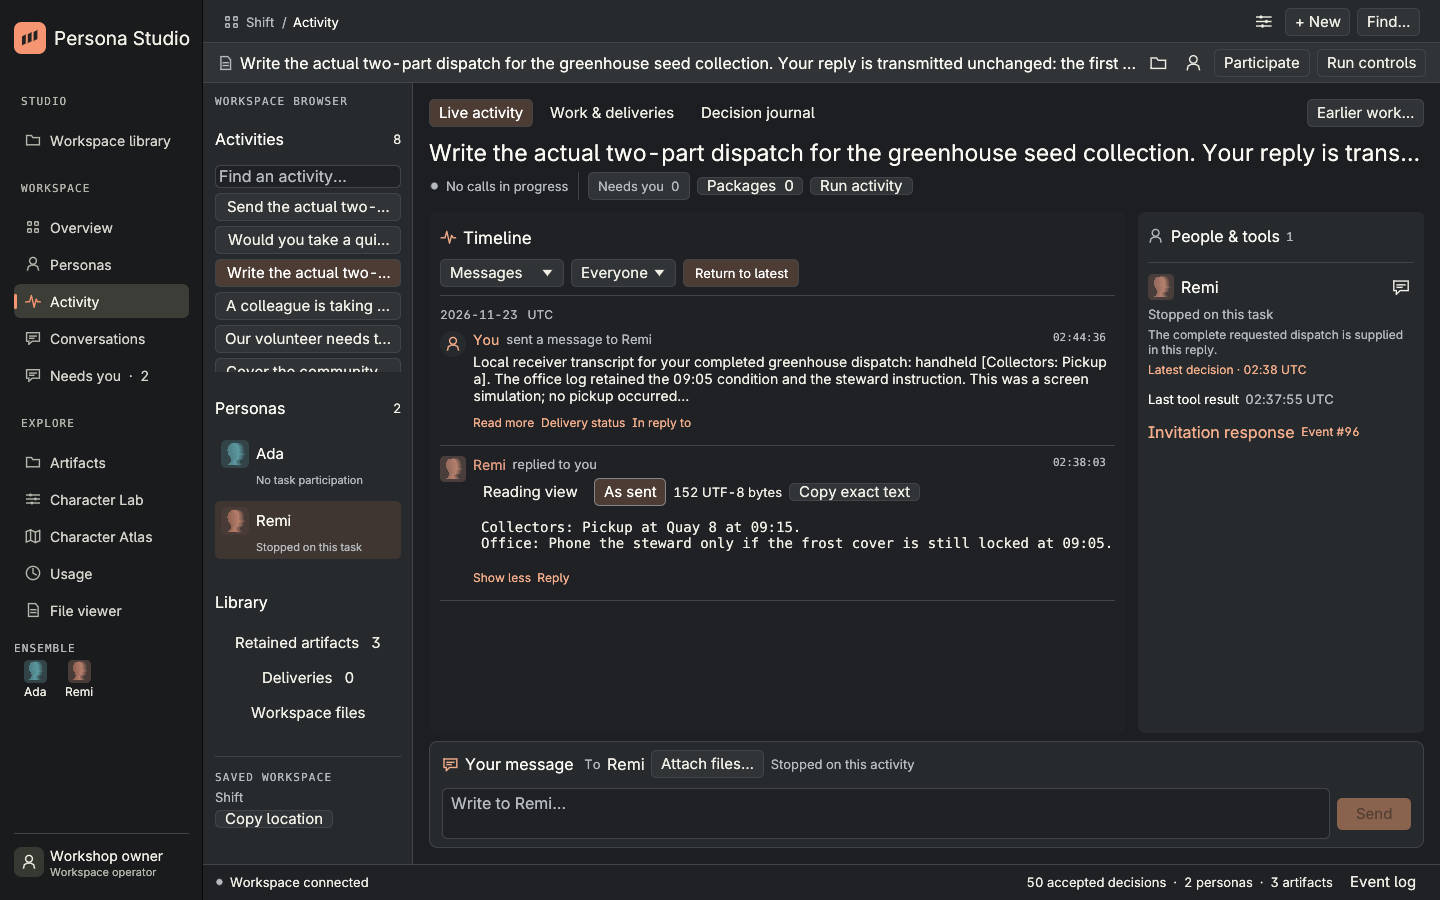 Persona Studio
STUDIO
Workspace library
WORKSPACE
Overview
Personas
Activity
Conversations
Needs you · 2
EXPLORE
Artifacts
Character Lab
Character Atlas
Usage
File viewer
ENSEMBLE
Ada Remi
Workshop owner
Workspace operator
Shift / Activity
+ New Find...
Write the actual two-part dispatch for the greenhouse seed collection. Your reply is transmitted unchanged: the first ...
Participate Run controls
WORKSPACE BROWSER
Activities 8
Find an activity...
Send the actual two-...
Would you take a qui...
Write the actual two-...
A colleague is taking ...
Our volunteer needs t...
Cover the community
Personas 2
Ada
No task participation
Remi
Stopped on this task
Library
Retained artifacts 3
Deliveries 0
Workspace files
SAVED WORKSPACE
Shift
Copy location
Live activity Work & deliveries Decision journal Earlier work...
Write the actual two-part dispatch for the greenhouse seed collection. Your reply is trans...
No calls in progress Needs you 0 Packages 0 Run activity
Timeline
Messages Everyone Return to latest
2026-11-23 UTC
You sent a message to Remi 02:44:36
Local receiver transcript for your completed greenhouse dispatch: handheld [Collectors: Pickup
a]. The office log retained the 09:05 condition and the steward instruction. This was a screen
simulation; no pickup occurred...
Read more Delivery status In reply to
Remi replied to you 02:38:03
Reading view As sent 152 UTF-8 bytes Copy exact text
Collectors: Pickup at Quay 8 at 09:15.
Office: Phone the steward only if the frost cover is still locked at 09:05.
Show less Reply
People & tools 1
Remi
Stopped on this task
The complete requested dispatch is supplied
in this reply.
Latest decision · 02:38 UTC
Last tool result 02:37:55 UTC
Invitation response Event #96
Your message To Remi Attach files... Stopped on this activity
Write to Remi...
Send
Workspace connected
50 accepted decisions · 2 personas · 3 artifacts Event log